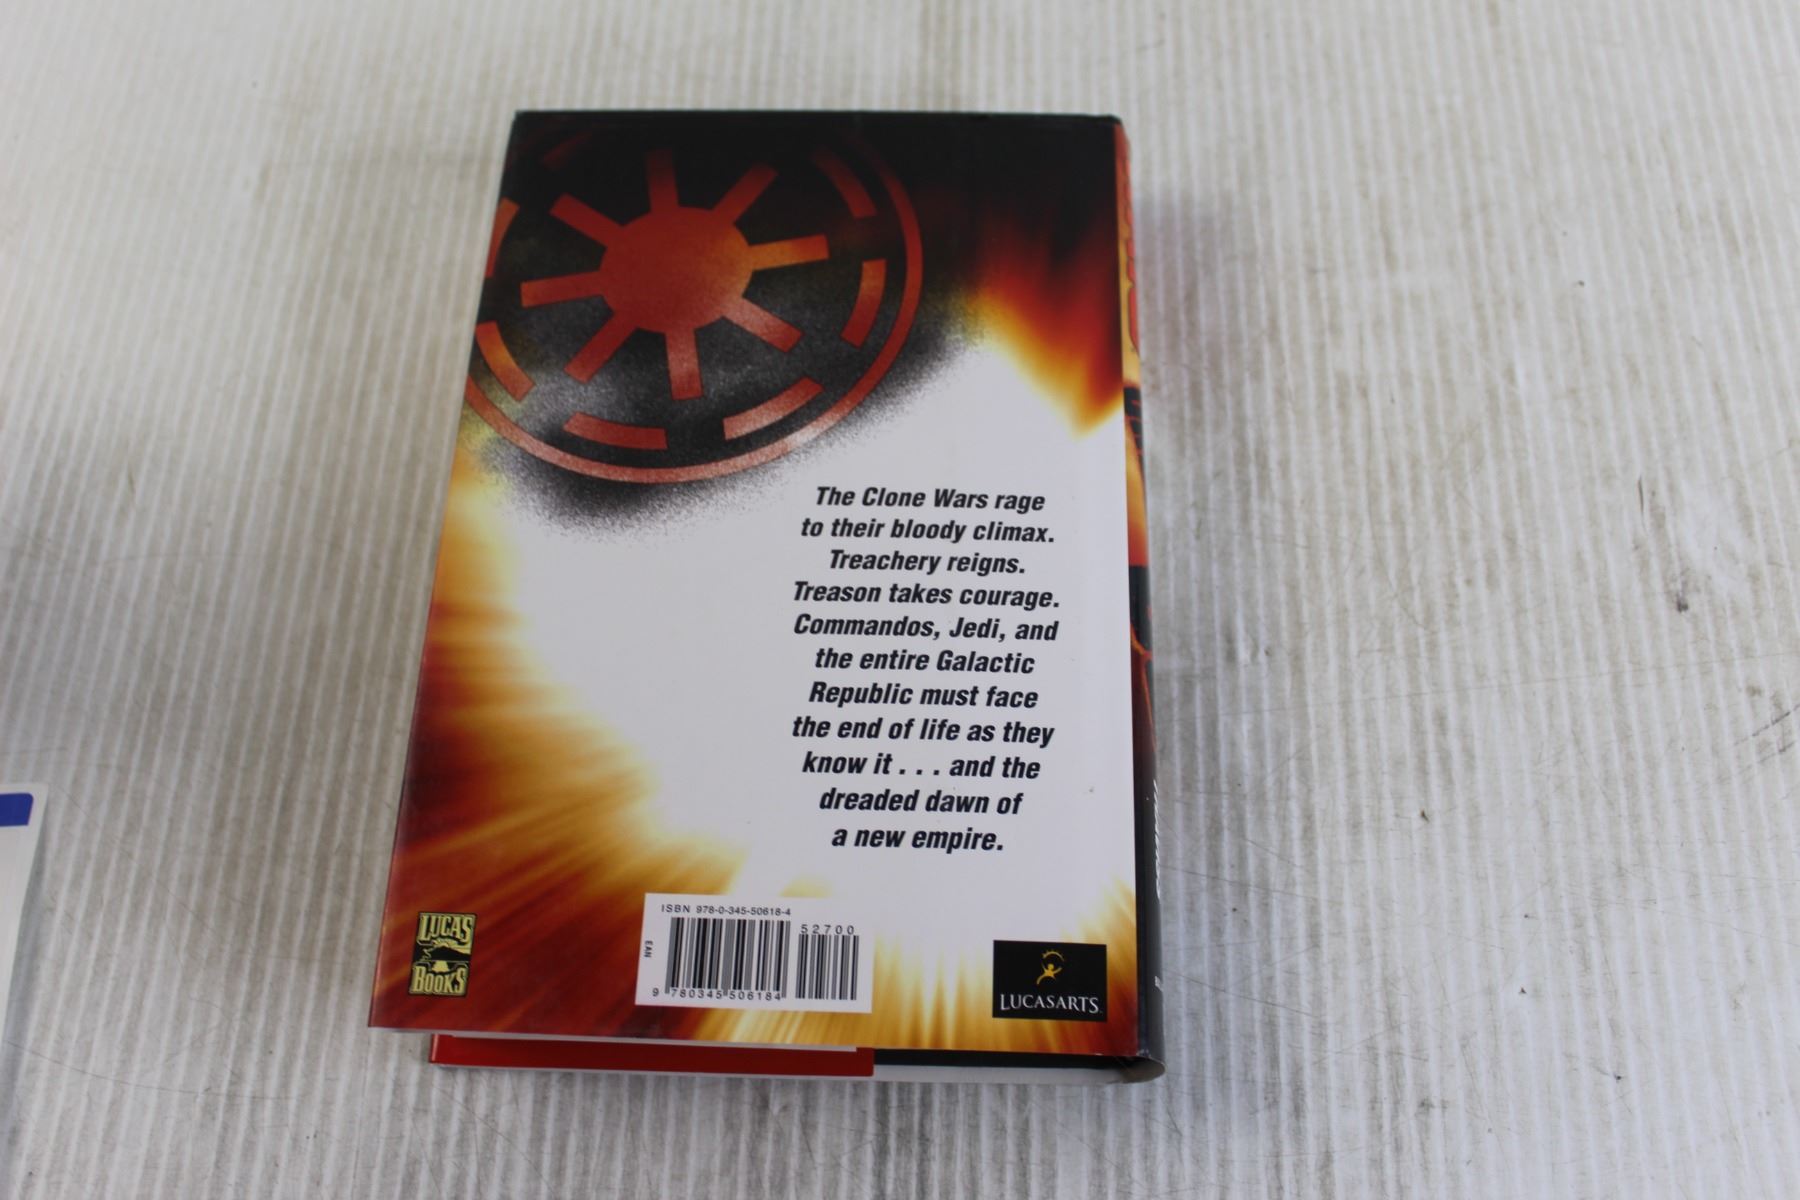 The Clone Wars rage
to their bloody climax.
Treachery reigns.
Treason takes courage.
Commandos, Jedi, and
the entire Galactic
Republic must face
the end of life as they
know it . . . and the
dreaded dawn of
a new empire.
ISBN 978-0-345-50618-4
52700
EAN
9 780345 506184
LUCAS
BOOKS
LUCASARTS